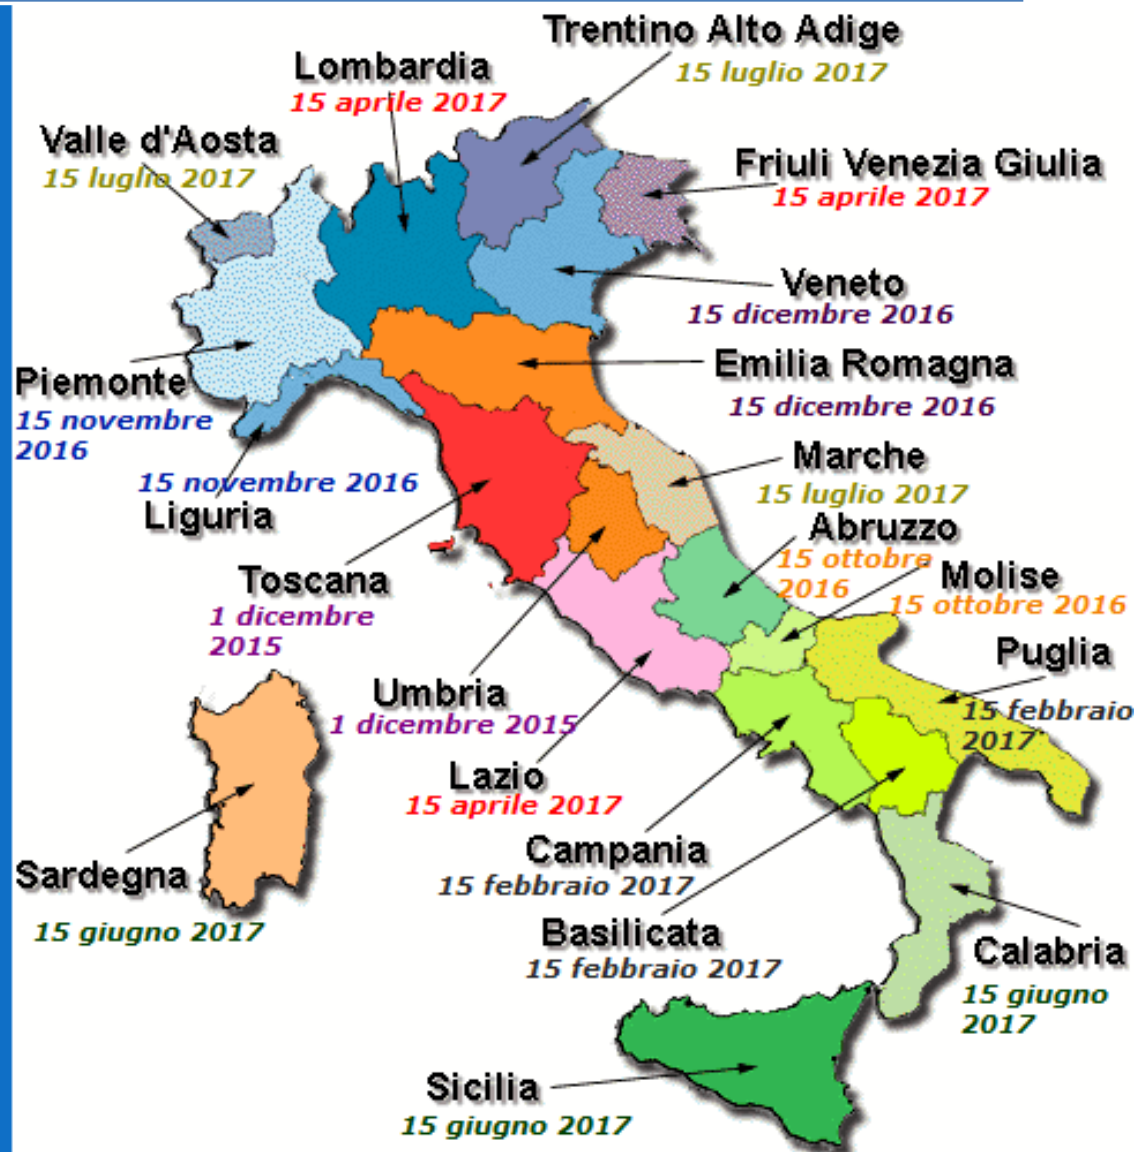 Trentino Alto Adige
15 luglio 2017
Lombardia
15 aprile 2017
Valle d'Aosta
15 luglio 2017
Friuli Venezia Giulia
15 aprile 2017
Veneto
15 dicembre 2016
Emilia Romagna
15 dicembre 2016
Piemonte
15 novembre
2016
15 novembre 2016
Liguria
Marche
15 luglio 2017
Abruzzo
15 ottobre
2016
Molise
15 ottobre 2016
Toscana
1 dicembre
2015
Puglia
15 febbraio
2017
Umbria
1 dicembre 2015
Lazio
15 aprile 2017
Campania
15 febbraio 2017
Sardegna
15 giugno 2017
Basilicata
15 febbraio 2017
Calabria
15 giugno
2017
Sicilia
15 giugno 2017